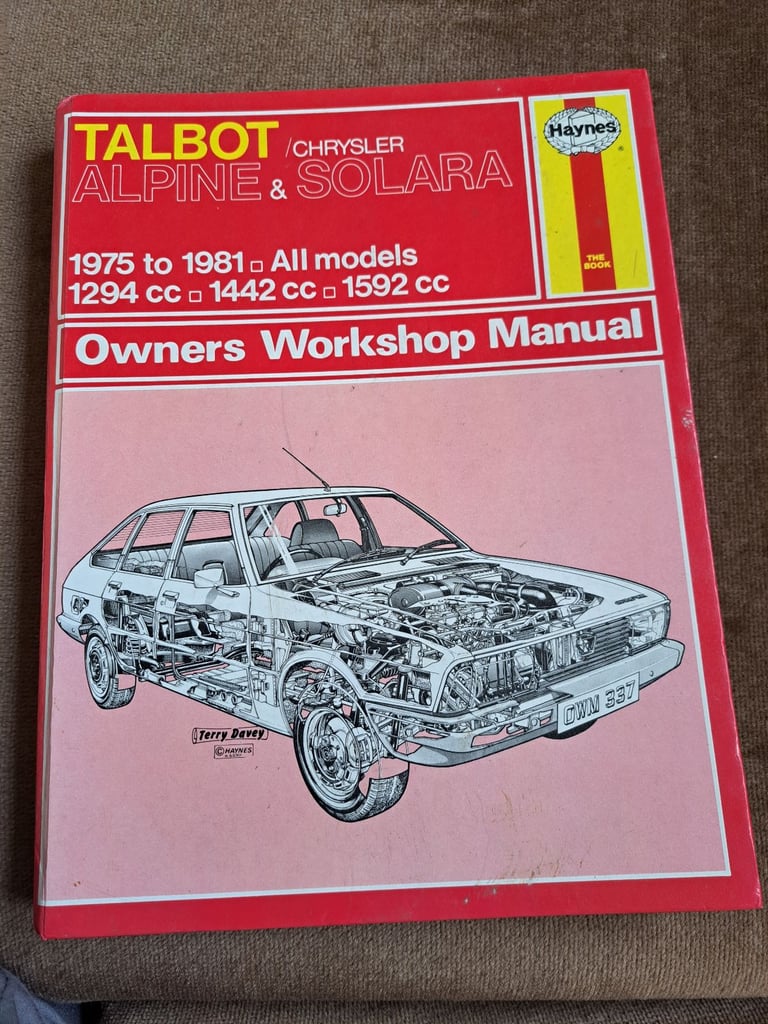 TALBOT /CHRYSLER
ALPINE & SOLARA
1975 to 1981 □ All models
1294 cc □ 1442 cc □ 1592 cc
Haynes
®
THE
BOOK
Owners Workshop Manual
OWM 337
Terry Davey
© HAYNES